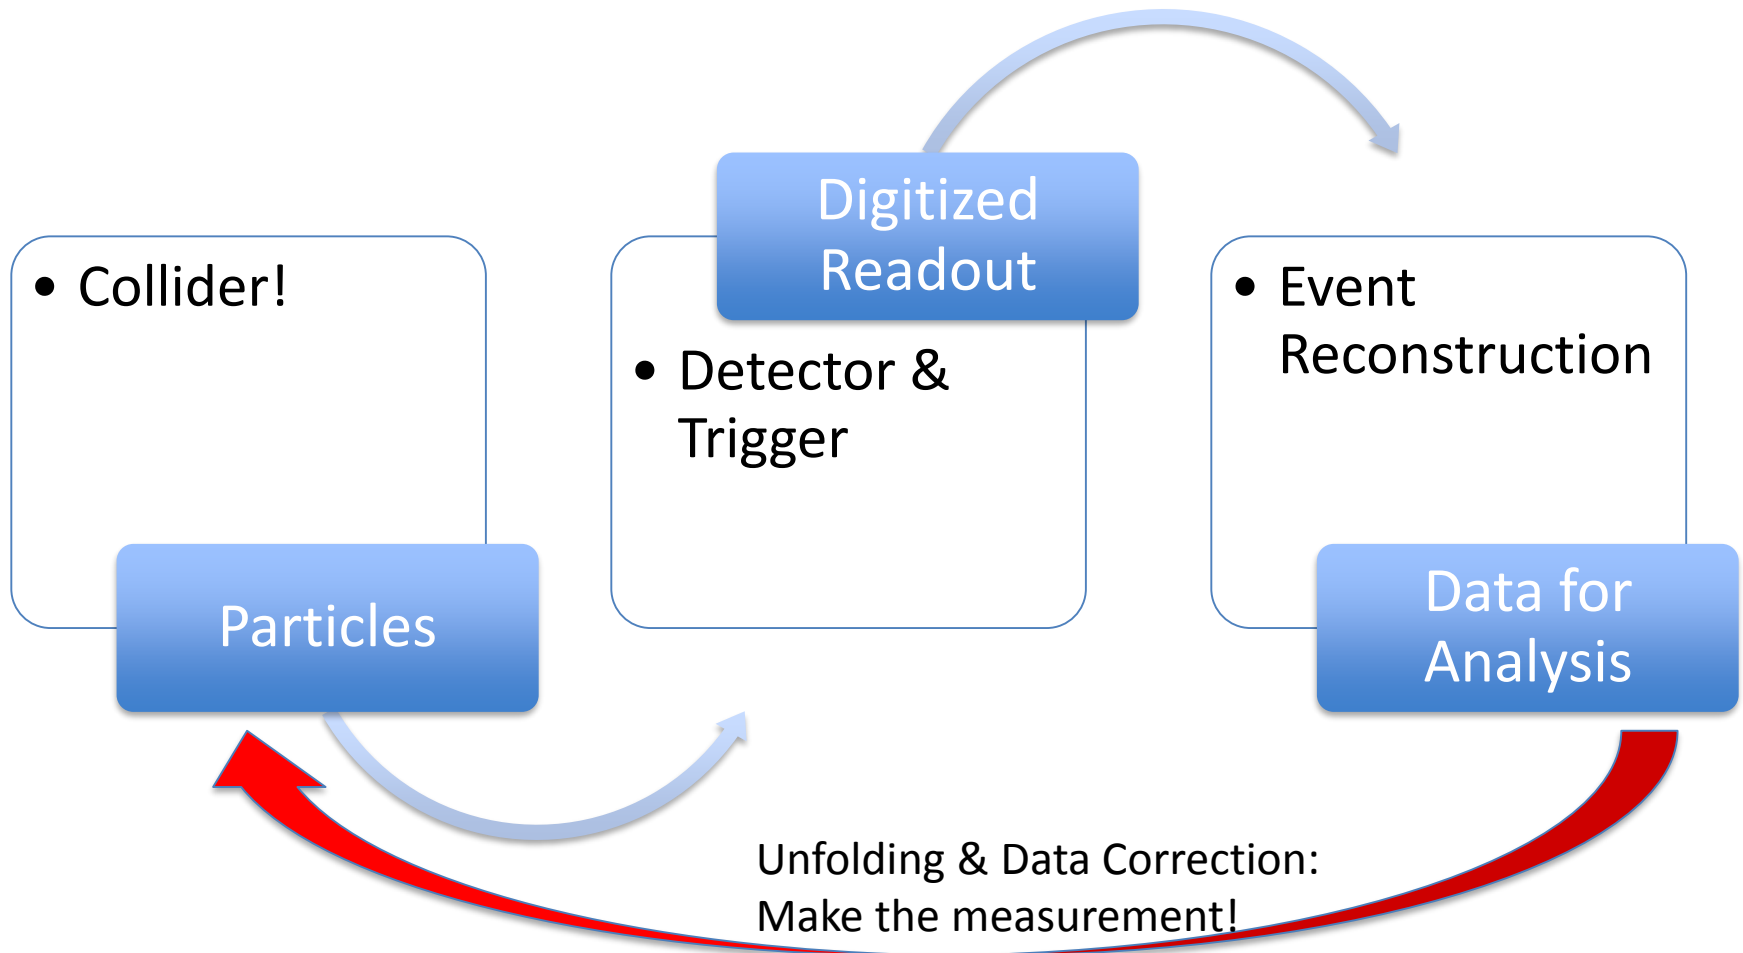 • Collider!
Particles
Digitized
Readout
• Detector &
Trigger
• Event
Reconstruction
Data for
Analysis
Unfolding & Data Correction:
Make the measurement!